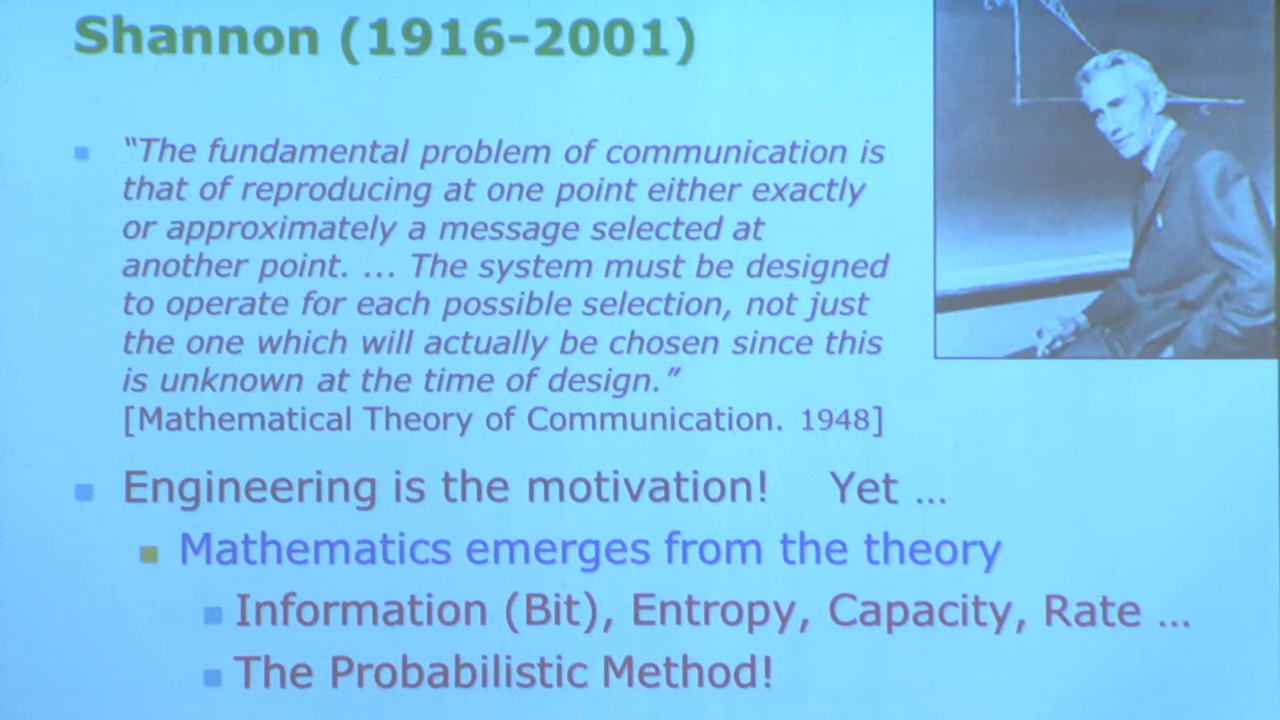 Shannon (1916-2001)
“The fundamental problem of communication is
that of reproducing at one point either exactly
or approximately a message selected at
another point. ... The system must be designed
to operate for each possible selection, not just
the one which will actually be chosen since this
is unknown at the time of design.”
[Mathematical Theory of Communication. 1948]
Engineering is the motivation! Yet ...
Mathematics emerges from the theory
Information (Bit), Entropy, Capacity, Rate ...
The Probabilistic Method!